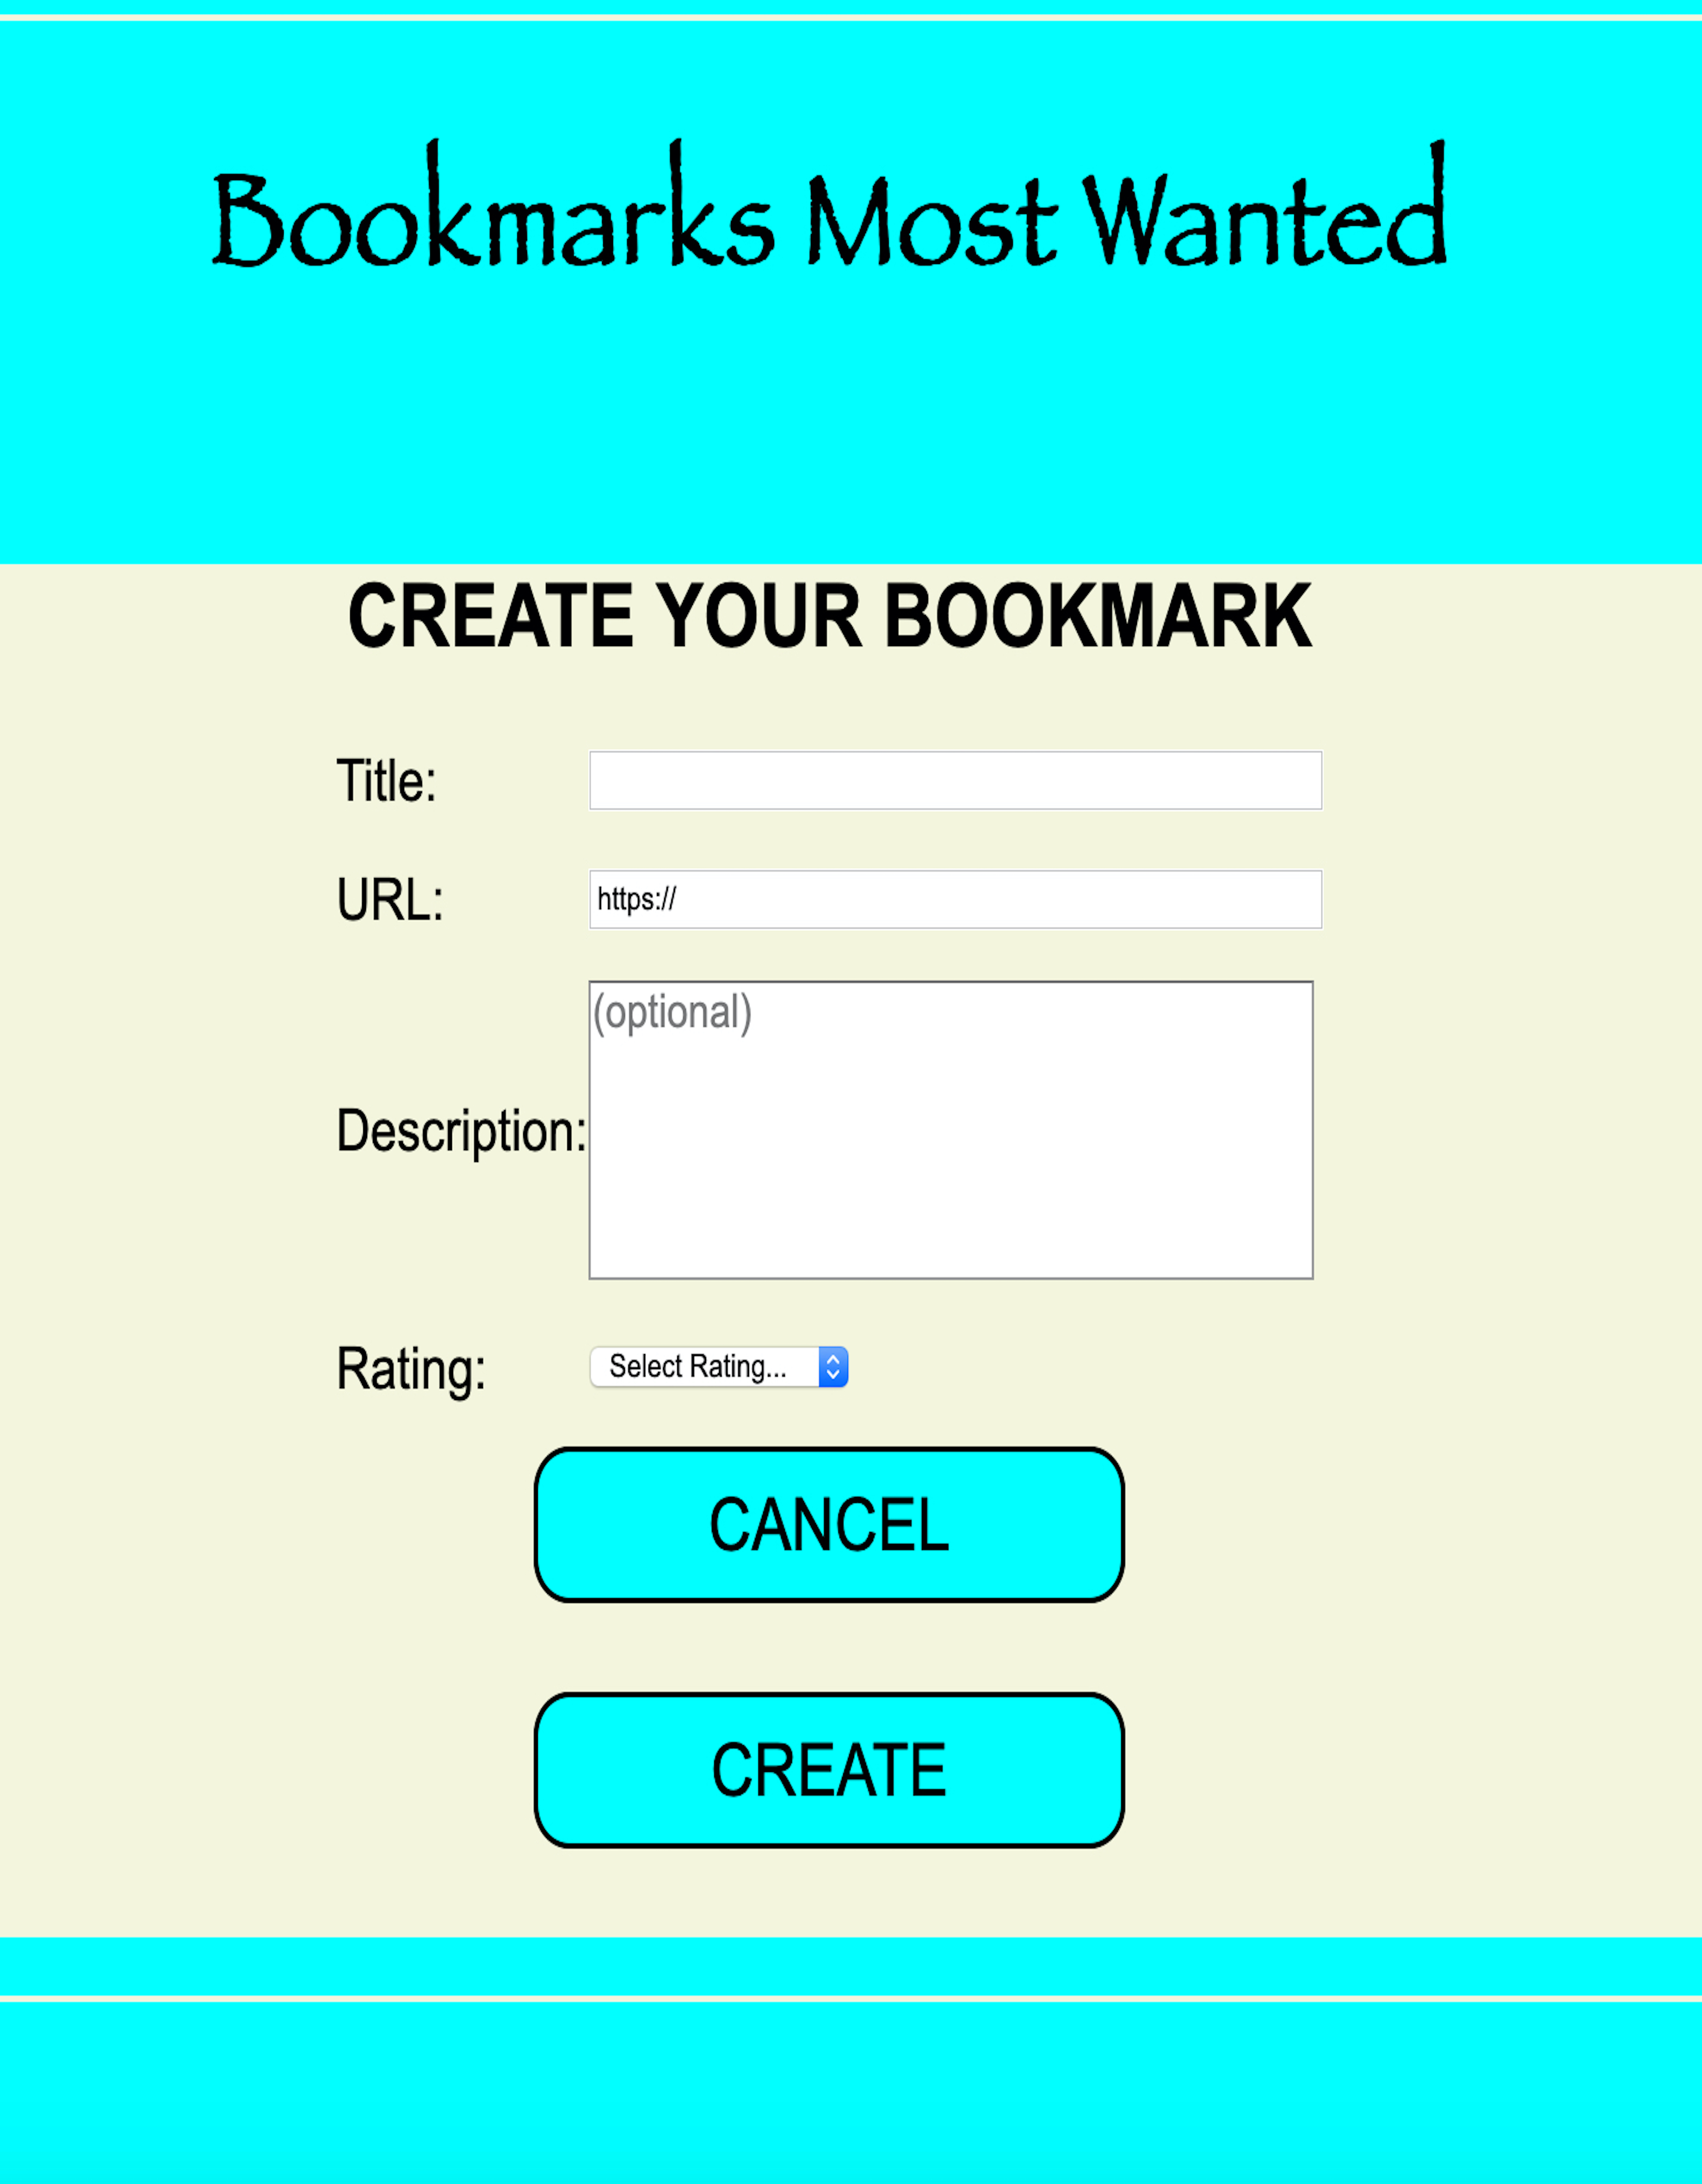 Bookmarks Most Wanted
CREATE YOUR BOOKMARK
Title:
URL: https://
Description: (optional)
Rating: Select Rating...
CANCEL
CREATE